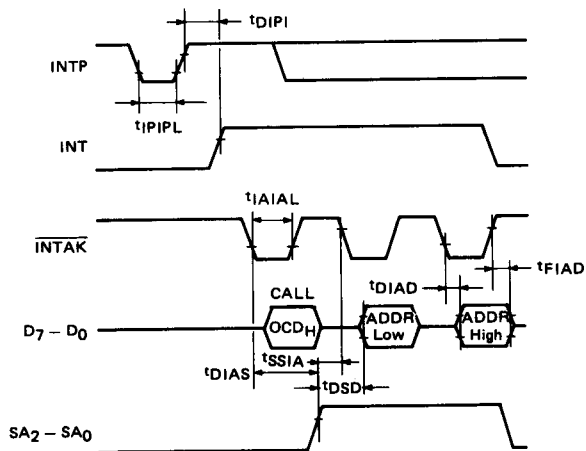 tDIPI
INTP
tIPIPL
INT
tIAIAL
INTAK
tDIAD
tFIAD
CALL
D7–D0
OCDH
ADDR
Low
ADDR
High
tSSIA
tDIAS
tDSD
SA2–SA0